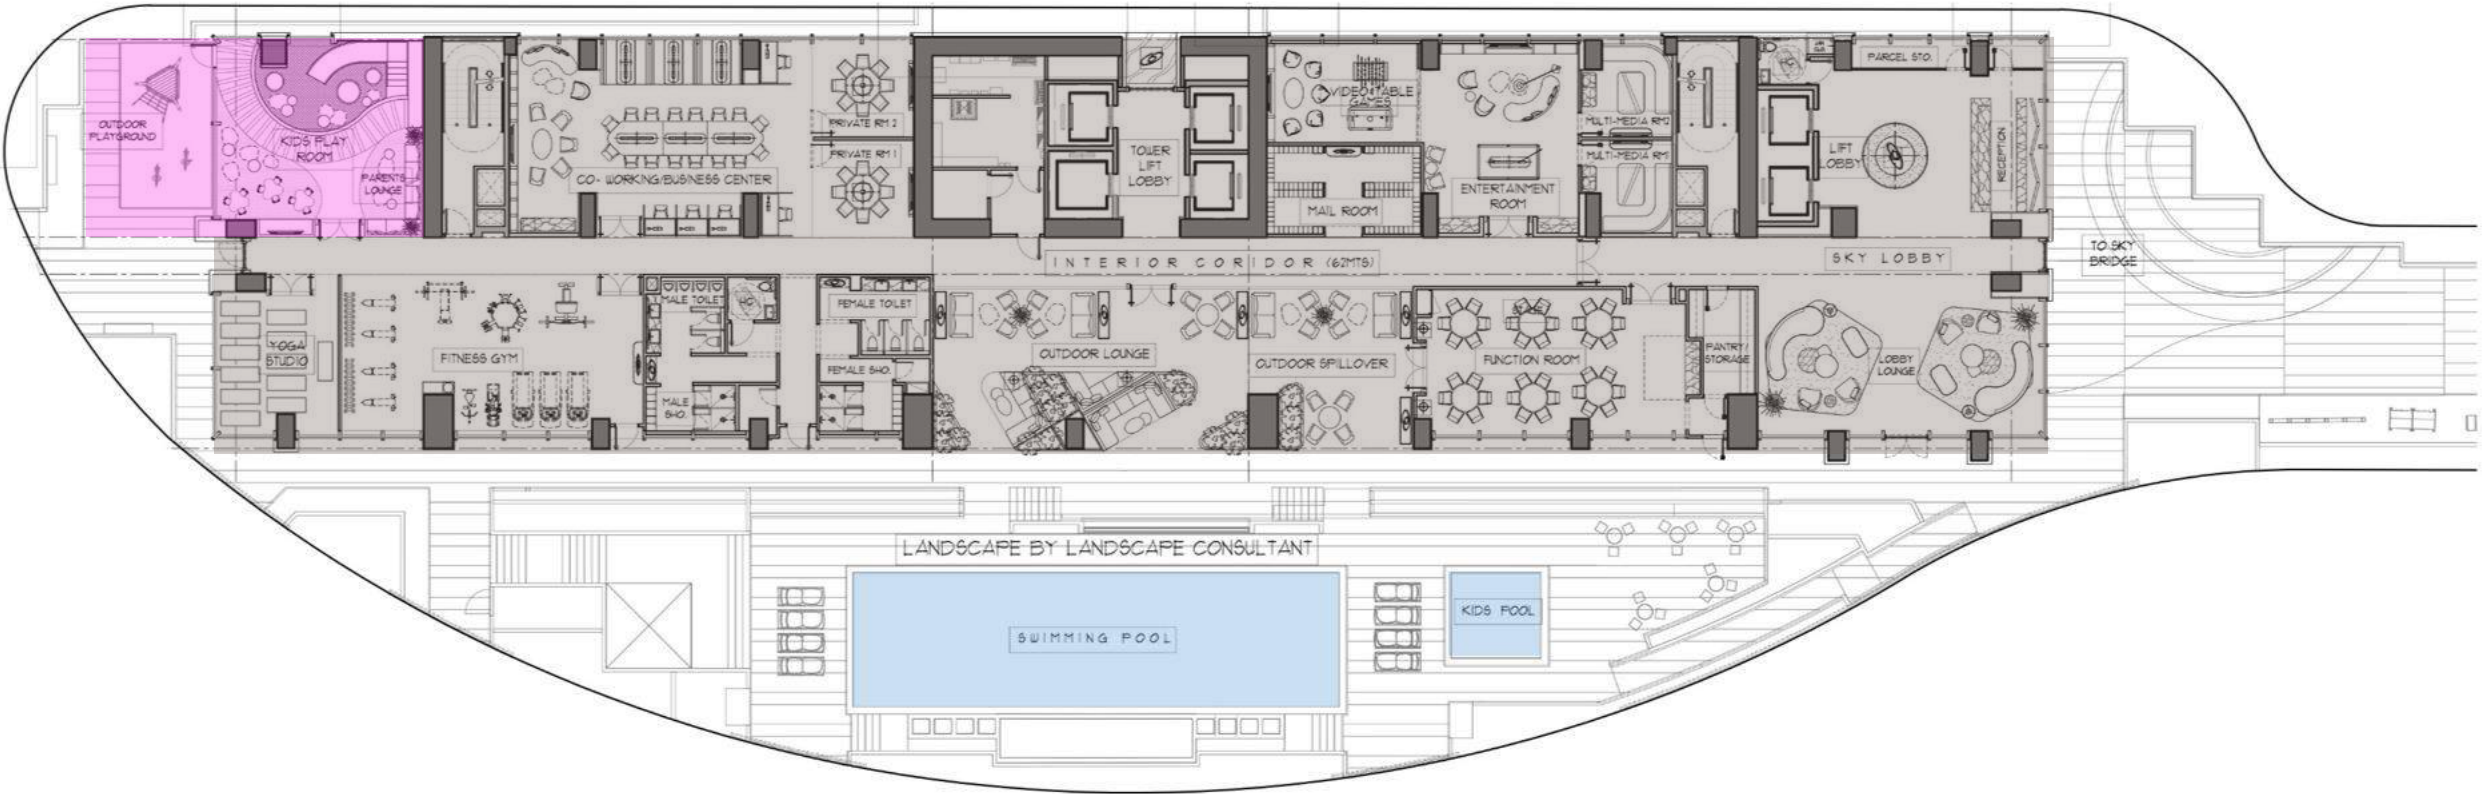 OUTDOOR
PLAYGROUND
KIDS PLAY
ROOM
PARENTS
LOUNGE
CO- WORKING/BUSINESS CENTER
PRIVATE RM 2
PRIVATE RM 1
TOWER
LIFT
LOBBY
VIDEO&TABLE
GAMES
MAIL ROOM
ENTERTAINMENT
ROOM
MULTI-MEDIA RM2
MULTI-MEDIA RM1
LIFT
LOBBY
PARCEL STO.
RECEPTION
INTERIOR CORIDOR (62MTS)
SKY LOBBY
TO SKY
BRIDGE
YOGA
STUDIO
FITNESS GYM
MALE TOILET
HC
MALE
SHO.
FEMALE TOILET
FEMALE SHO.
OUTDOOR LOUNGE
OUTDOOR SPILLOVER
FUNCTION ROOM
PANTRY/
STORAGE
LOBBY
LOUNGE
LANDSCAPE BY LANDSCAPE CONSULTANT
SWIMMING POOL
KIDS POOL